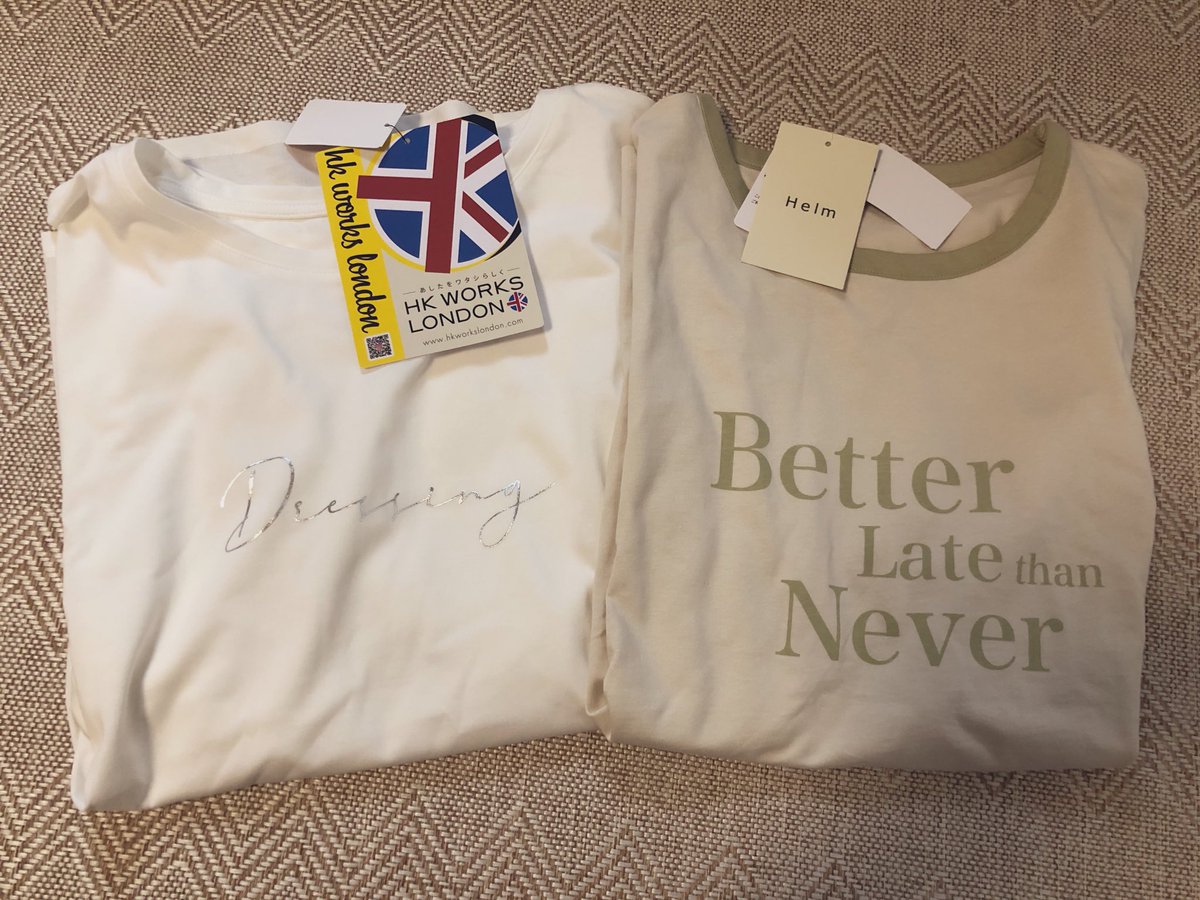 hk works london
あしたをワタシらしく
HK WORKS
LONDON
www.hkworkslondon.com
Dressing
Helm
Better
Late than
Never